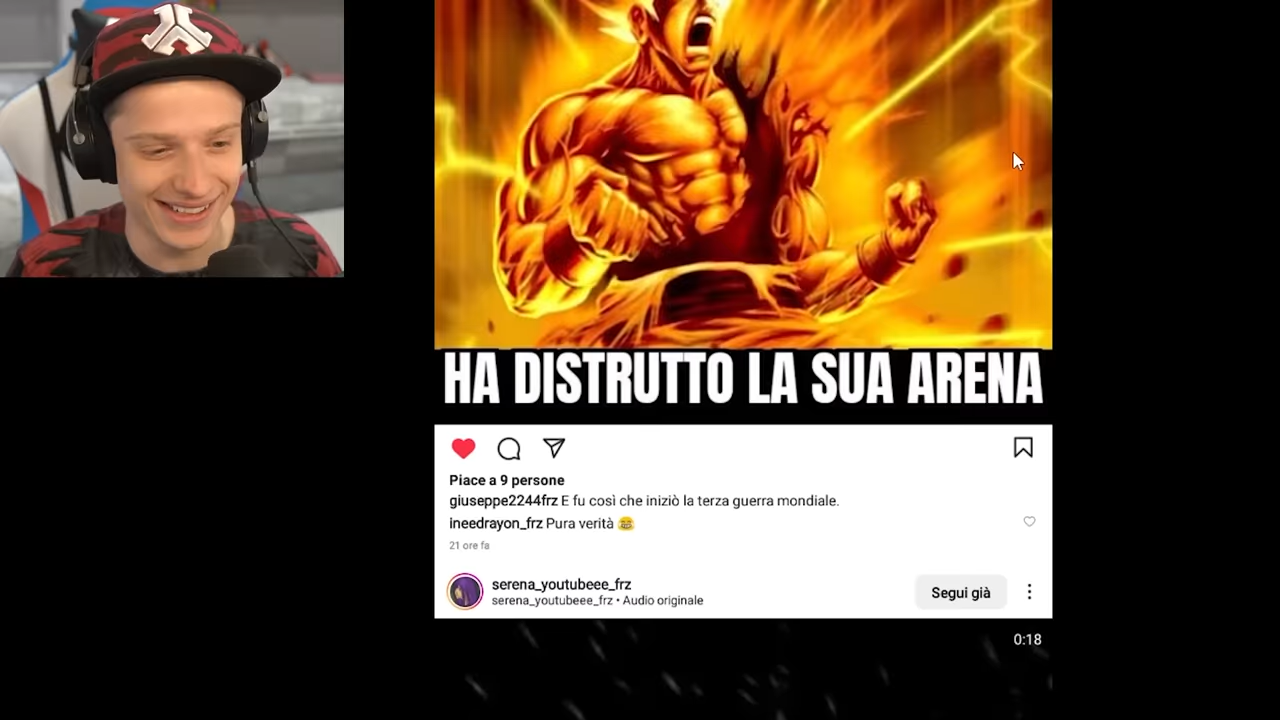 HA DISTRUTTO LA SUA ARENA
Piace a 9 persone
giuseppe2244frz E fu così che iniziò la terza guerra mondiale.
ineedrayon_frz Pura verità 😂
21 ore fa
serena_youtubeee_frz
serena_youtubeee_frz • Audio originale
Segui già
0:18